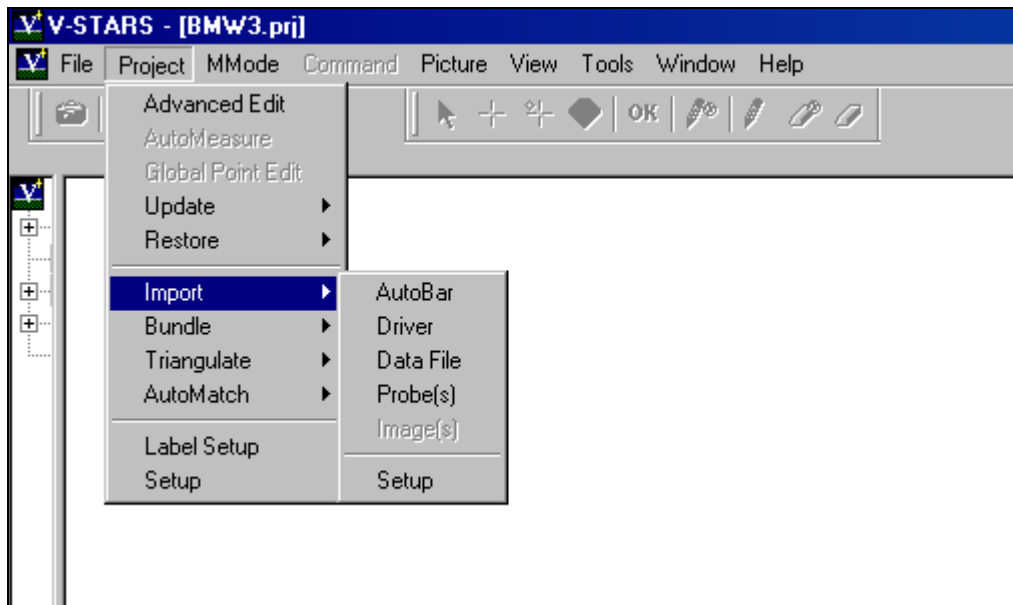 V-STARS - [BMW3.prj]
File Project MMode Command Picture View Tools Window Help
OK
Advanced Edit
AutoMeasure
Global Point Edit
Update
Restore
Import
Bundle
Triangulate
AutoMatch
Label Setup
Setup
AutoBar
Driver
Data File
Probe(s)
Image(s)
Setup